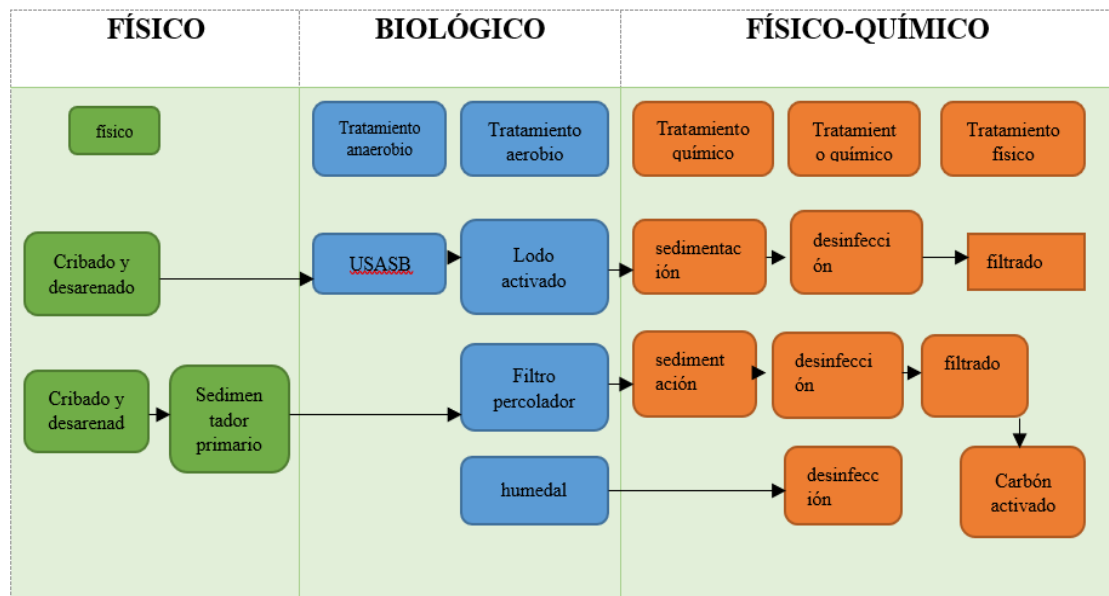 FÍSICO
BIOLÓGICO
FÍSICO-QUÍMICO
físico
Tratamiento
anaerobio
Tratamiento
aerobio
Tratamiento
químico
Tratamient
o químico
Tratamiento
físico
Cribado y
desarenado
USASB
Lodo
activado
sedimentac
ión
desinfecci
ón
filtrado
Cribado y
desarenad
Sedimen
tador
primario
Filtro
percolador
sediment
ación
desinfecci
ón
filtrado
humedal
desinfecc
ión
Carbón
activado